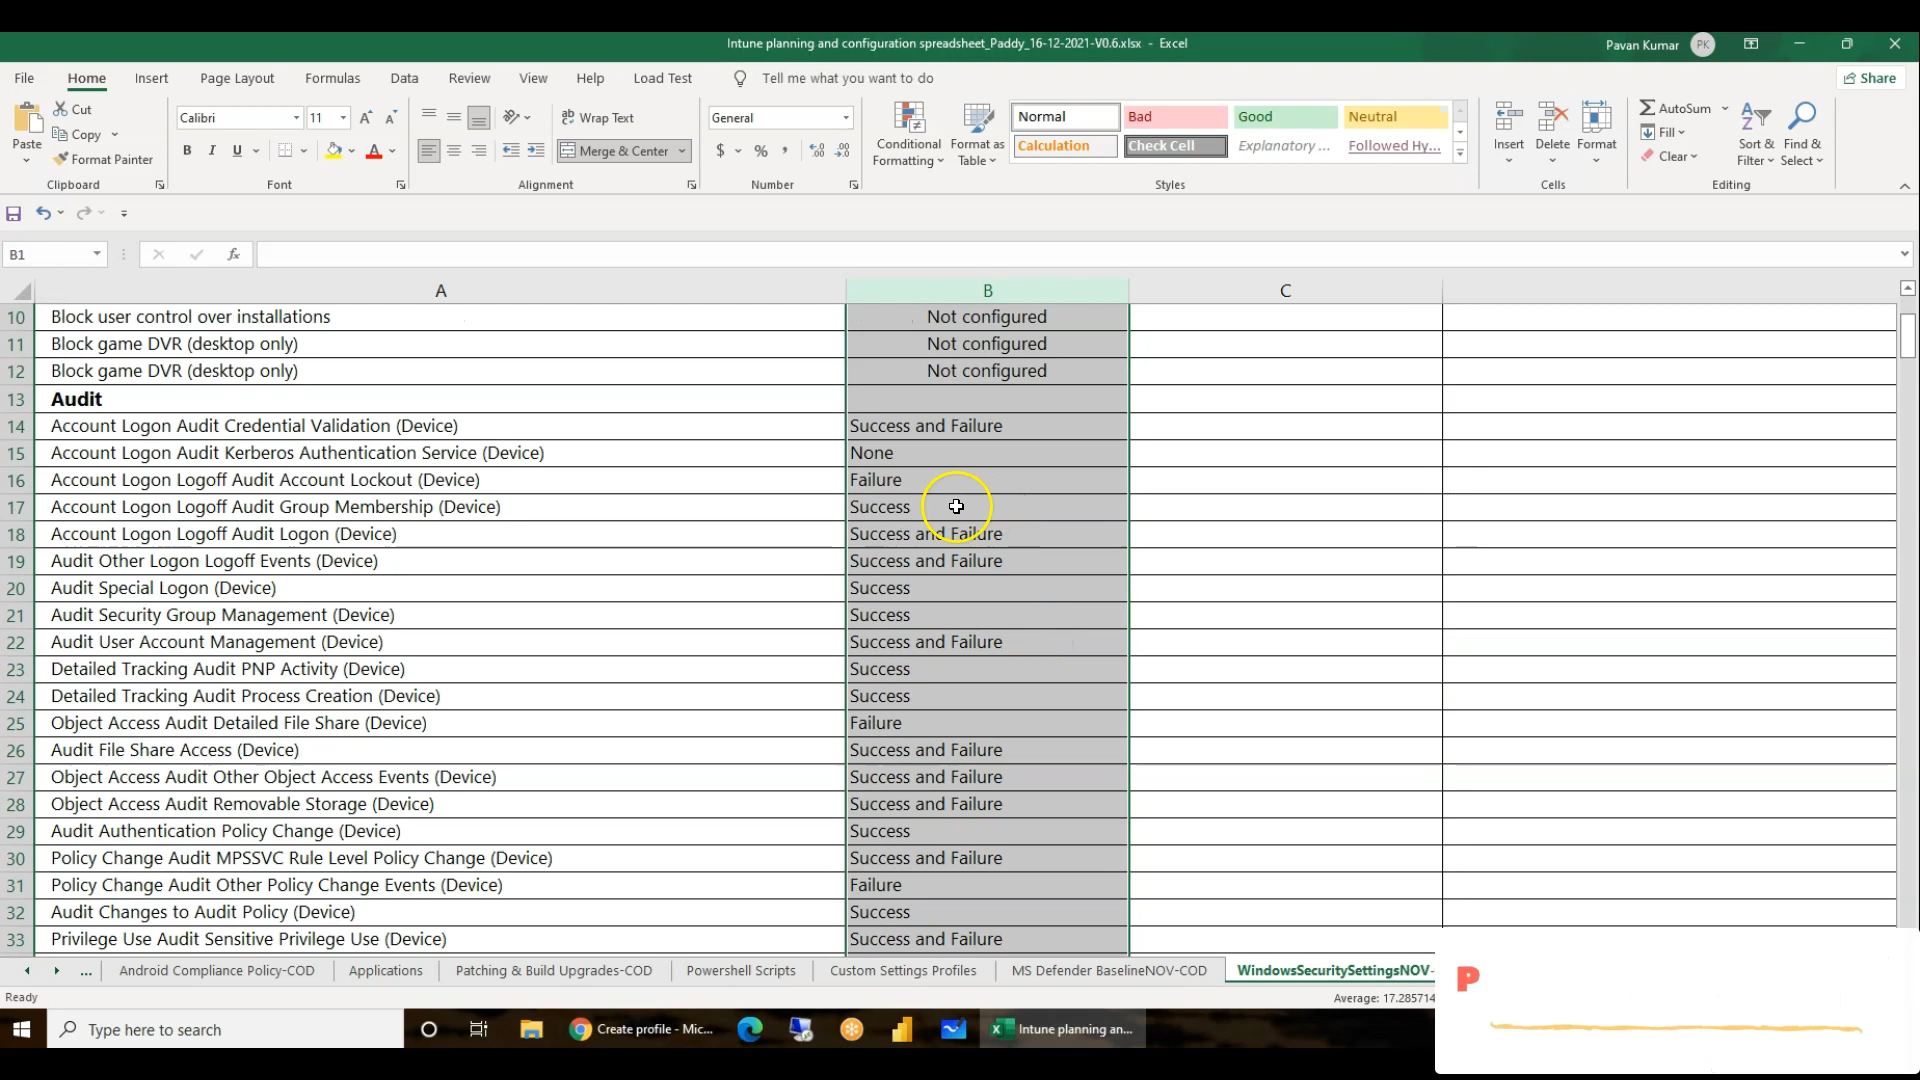 Intune planning and configuration spreadsheet_Paddy_16-12-2021-V0.6.xlsx - Excel
Pavan Kumar PK
File Home Insert Page Layout Formulas Data Review View Help Load Test Tell me what you want to do Share
Cut
Copy
Format Painter
Paste
Calibri 11
B I U
Wrap Text
Merge & Center
General
$ % ,
Conditional Formatting
Format as Table
Normal Bad Good Neutral
Calculation Check Cell Explanatory ... Followed Hy...
Insert Delete Format
AutoSum
Fill
Clear
Sort & Filter
Find & Select
Clipboard Font Alignment Number Styles Cells Editing
B1 fx
A B C
10 Block user control over installations Not configured
11 Block game DVR (desktop only) Not configured
12 Block game DVR (desktop only) Not configured
13 Audit
14 Account Logon Audit Credential Validation (Device) Success and Failure
15 Account Logon Audit Kerberos Authentication Service (Device) None
16 Account Logon Logoff Audit Account Lockout (Device) Failure
17 Account Logon Logoff Audit Group Membership (Device) Success
18 Account Logon Logoff Audit Logon (Device) Success and Failure
19 Audit Other Logon Logoff Events (Device) Success and Failure
20 Audit Special Logon (Device) Success
21 Audit Security Group Management (Device) Success
22 Audit User Account Management (Device) Success and Failure
23 Detailed Tracking Audit PNP Activity (Device) Success
24 Detailed Tracking Audit Process Creation (Device) Success
25 Object Access Audit Detailed File Share (Device) Failure
26 Audit File Share Access (Device) Success and Failure
27 Object Access Audit Other Object Access Events (Device) Success and Failure
28 Object Access Audit Removable Storage (Device) Success and Failure
29 Audit Authentication Policy Change (Device) Success
30 Policy Change Audit MPSSVC Rule Level Policy Change (Device) Success and Failure
31 Policy Change Audit Other Policy Change Events (Device) Failure
32 Audit Changes to Audit Policy (Device) Success
33 Privilege Use Audit Sensitive Privilege Use (Device) Success and Failure
... Android Compliance Policy-COD Applications Patching & Build Upgrades-COD Powershell Scripts Custom Settings Profiles MS Defender BaselineNOV-COD WindowsSecuritySettingsNOV-
P
Ready Average: 17.285714
Type here to search Create profile - Mic... Intune planning an...